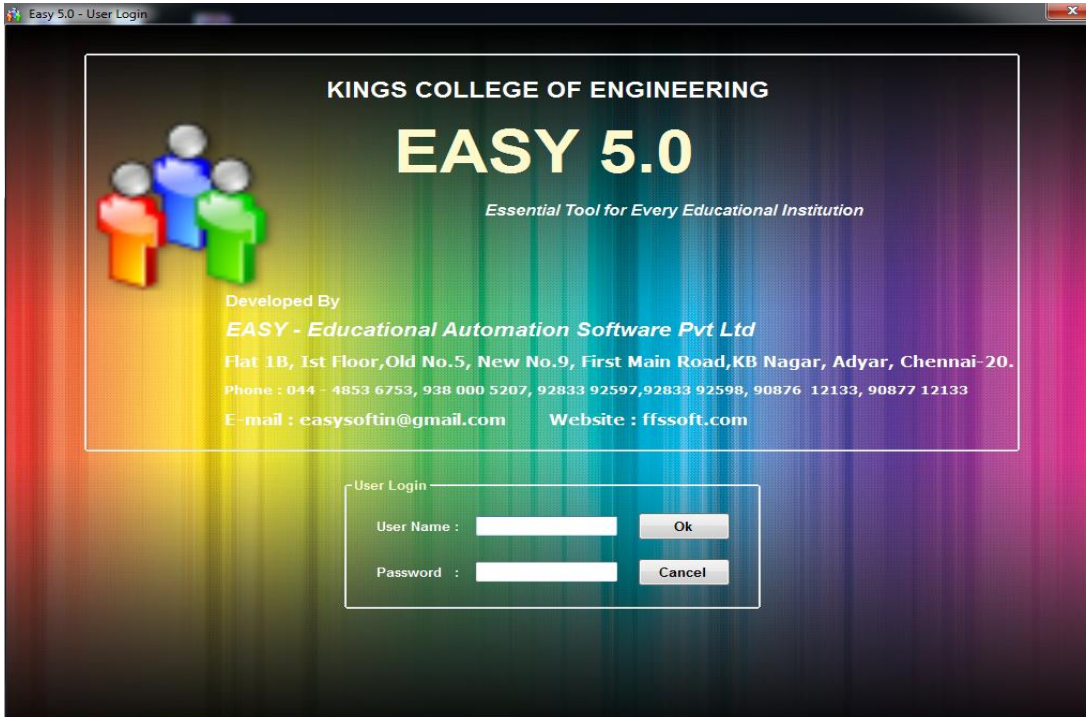 Easy 5.0 - User Login
KINGS COLLEGE OF ENGINEERING
EASY 5.0
Essential Tool for Every Educational Institution
Developed By
EASY - Educational Automation Software Pvt Ltd
Flat 1B, Ist Floor,Old No.5, New No.9, First Main Road,KB Nagar, Adyar, Chennai-20.
Phone : 044 - 4853 6753, 938 000 5207, 92833 92597,92833 92598, 90876 12133, 90877 12133
E-mail : easysoftin@gmail.com Website : ffssoft.com
User Login
User Name : Ok
Password : Cancel